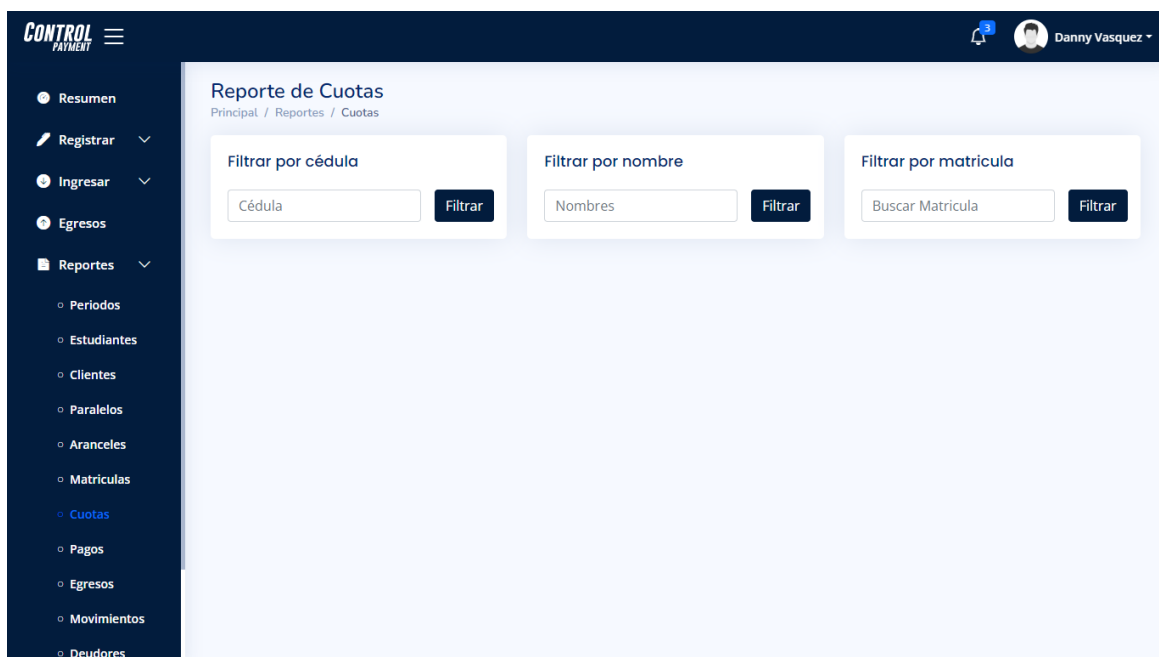 CONTROL
PAYMENT
3
Danny Vasquez
Resumen
Registrar
Ingresar
Egresos
Reportes
Periodos
Estudiantes
Clientes
Paralelos
Aranceles
Matriculas
Cuotas
Pagos
Egresos
Movimientos
Deudores
Reporte de Cuotas
Principal / Reportes / Cuotas
Filtrar por cédula
Cédula
Filtrar
Filtrar por nombre
Nombres
Filtrar
Filtrar por matricula
Buscar Matricula
Filtrar